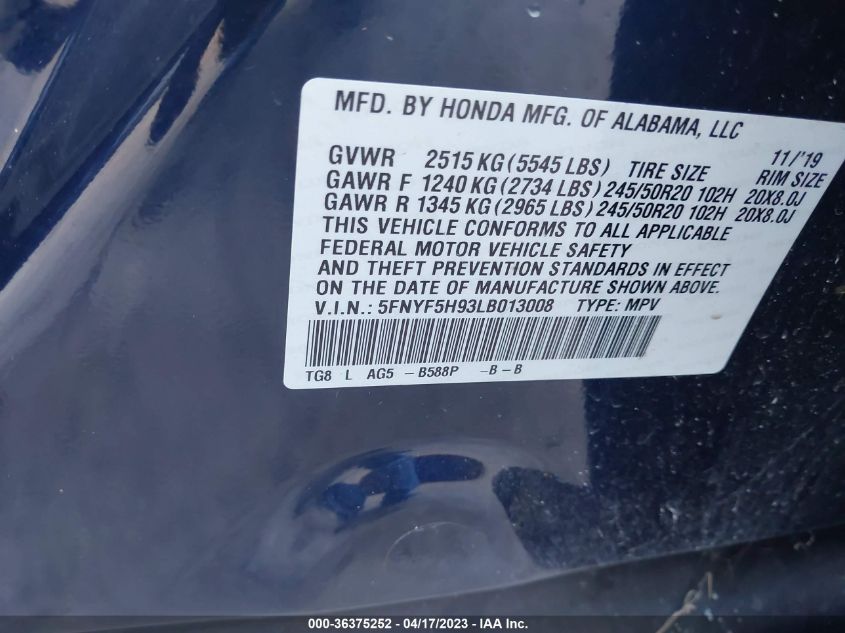 MFD. BY HONDA MFG. OF ALABAMA, LLC
11/'19
GVWR 2515 KG (5545 LBS) TIRE SIZE RIM SIZE
GAWR F 1240 KG (2734 LBS) 245/50R20 102H 20X8.0J
GAWR R 1345 KG (2965 LBS) 245/50R20 102H 20X8.0J
THIS VEHICLE CONFORMS TO ALL APPLICABLE
FEDERAL MOTOR VEHICLE SAFETY
AND THEFT PREVENTION STANDARDS IN EFFECT
ON THE DATE OF MANUFACTURE SHOWN ABOVE.
V.I.N.: 5FNYF5H93LB013008 TYPE: MPV
TG8 L AG5 -B588P -B-B
000-36375252 - 04/17/2023 - IAA Inc.